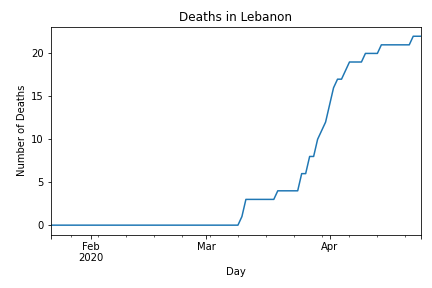 Deaths in Lebanon
20
15
10
5
0
Number of Deaths
Feb
2020
Mar
Apr
Day